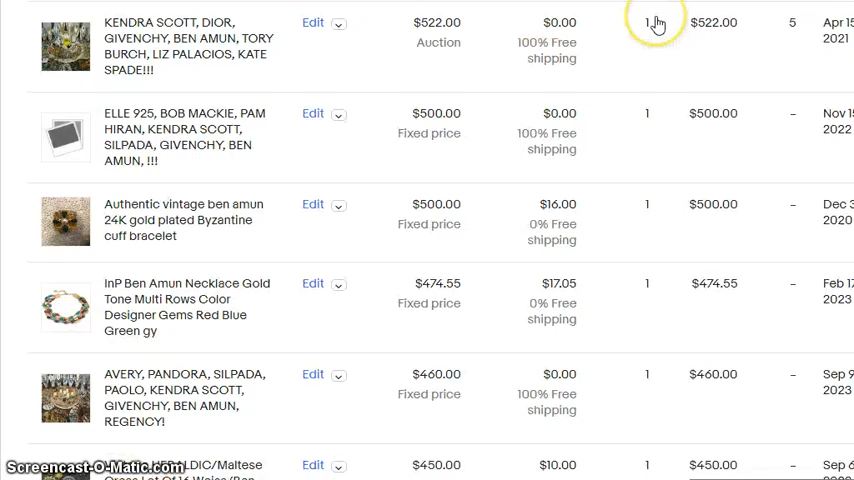 KENDRA SCOTT, DIOR, Edit $522.00 $0.00 1 $522.00 5 Apr 15
GIVENCHY, BEN AMUN, TORY Auction 100% Free 2021
BURCH, LIZ PALACIOS, KATE shipping
SPADE!!!
ELLE 925, BOB MACKIE, PAM Edit $500.00 $0.00 1 $500.00 – Nov 15
HIRAN, KENDRA SCOTT, Fixed price 100% Free 2022
SILPADA, GIVENCHY, BEN shipping
AMUN, !!!
Authentic vintage ben amun Edit $500.00 $16.00 1 $500.00 – Dec 3
24K gold plated Byzantine Fixed price 0% Free 2020
cuff bracelet shipping
InP Ben Amun Necklace Gold Edit $474.55 $17.05 1 $474.55 – Feb 17
Tone Multi Rows Color Fixed price 0% Free 2023
Designer Gems Red Blue shipping
Green gy
AVERY, PANDORA, SILPADA, Edit $460.00 $0.00 1 $460.00 – Sep 9
PAOLO, KENDRA SCOTT, Fixed price 100% Free 2023
GIVENCHY, BEN AMUN, shipping
REGENCY!
HERALDIC/Maltese Edit $450.00 $10.00 1 $450.00 – Sep 6
Cross Lot Of 16 Weiss/Ben
Screencast-O-Matic.com